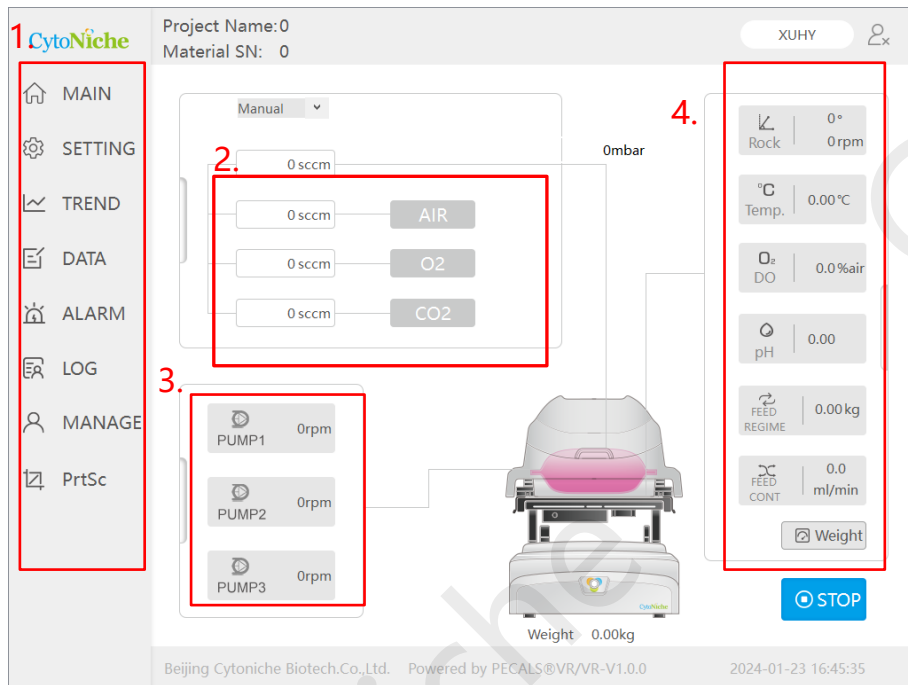 1.
CytoNiche
Project Name:0
Material SN: 0
XUHY
MAIN
SETTING
TREND
DATA
ALARM
LOG
MANAGE
PrtSc
Manual
2.
0 sccm
0 sccm
AIR
0 sccm
O2
0 sccm
CO2
0mbar
3.
PUMP1
0rpm
PUMP2
0rpm
PUMP3
0rpm
4.
Rock
0°
0 rpm
°C
Temp.
0.00 °C
O₂
DO
0.0 %air
pH
0.00
FEED
REGIME
0.00 kg
FEED
CONT
0.0
ml/min
Weight
STOP
CytoNiche
Weight 0.00kg
Beijing Cytoniche Biotech.Co.,Ltd. Powered by PECALS®VR/VR-V1.0.0
2024-01-23 16:45:35